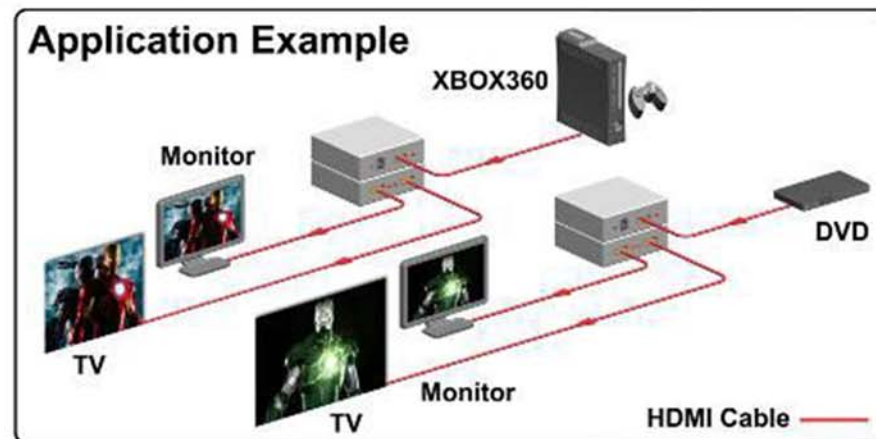 Application Example
XBOX360
Monitor
DVD
TV
Monitor
TV
HDMI Cable